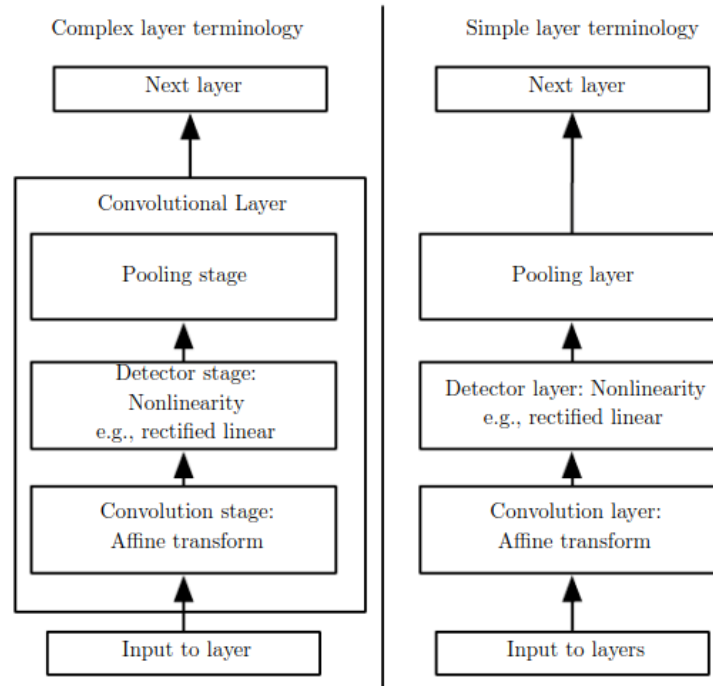 Complex layer terminology
Next layer
Convolutional Layer
Pooling stage
Detector stage:
Nonlinearity
e.g., rectified linear
Convolution stage:
Affine transform
Input to layer
Simple layer terminology
Next layer
Pooling layer
Detector layer: Nonlinearity
e.g., rectified linear
Convolution layer:
Affine transform
Input to layers